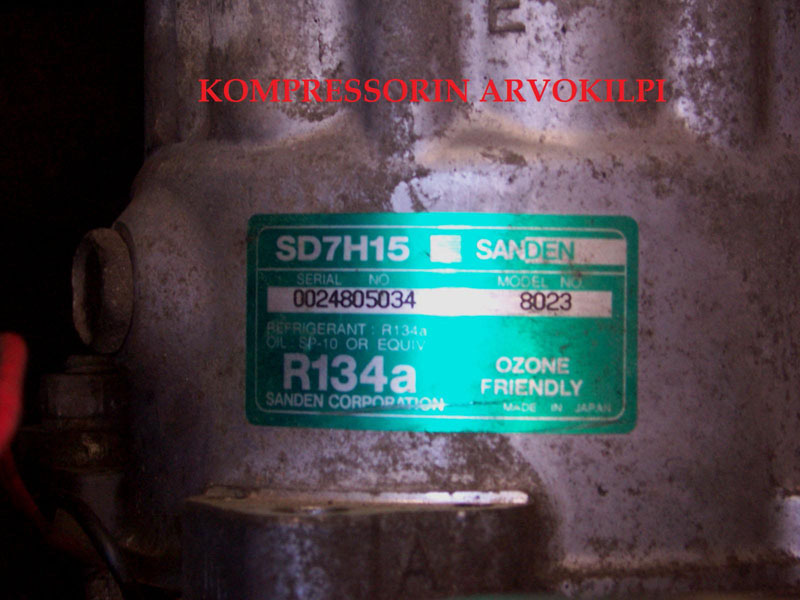 E
KOMPRESSORIN ARVOKILPI
SD7H15 SANDEN
SERIAL NO. MODEL NO.
0024805034 8023
REFRIGERANT : R134a
OIL : SP-10 OR EQUIV
R134a OZONE
FRIENDLY
SANDEN CORPORATION MADE IN JAPAN
A